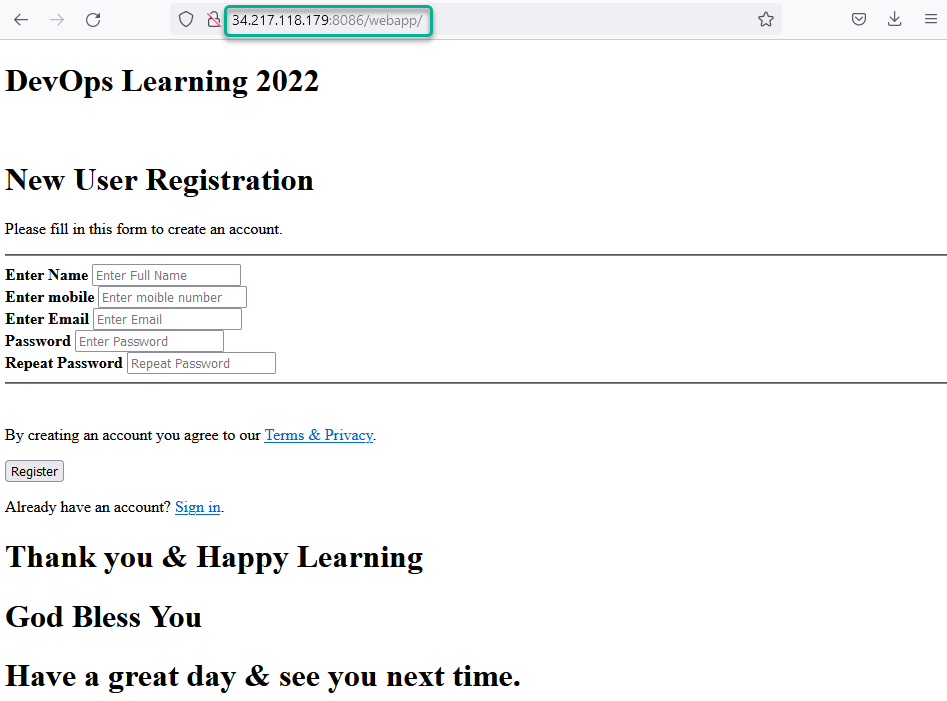 34.217.118.179:8086/webapp/
DevOps Learning 2022
New User Registration
Please fill in this form to create an account.
Enter Name Enter Full Name
Enter mobile Enter moible number
Enter Email Enter Email
Password Enter Password
Repeat Password Repeat Password
By creating an account you agree to our Terms & Privacy.
Register
Already have an account? Sign in.
Thank you & Happy Learning
God Bless You
Have a great day & see you next time.